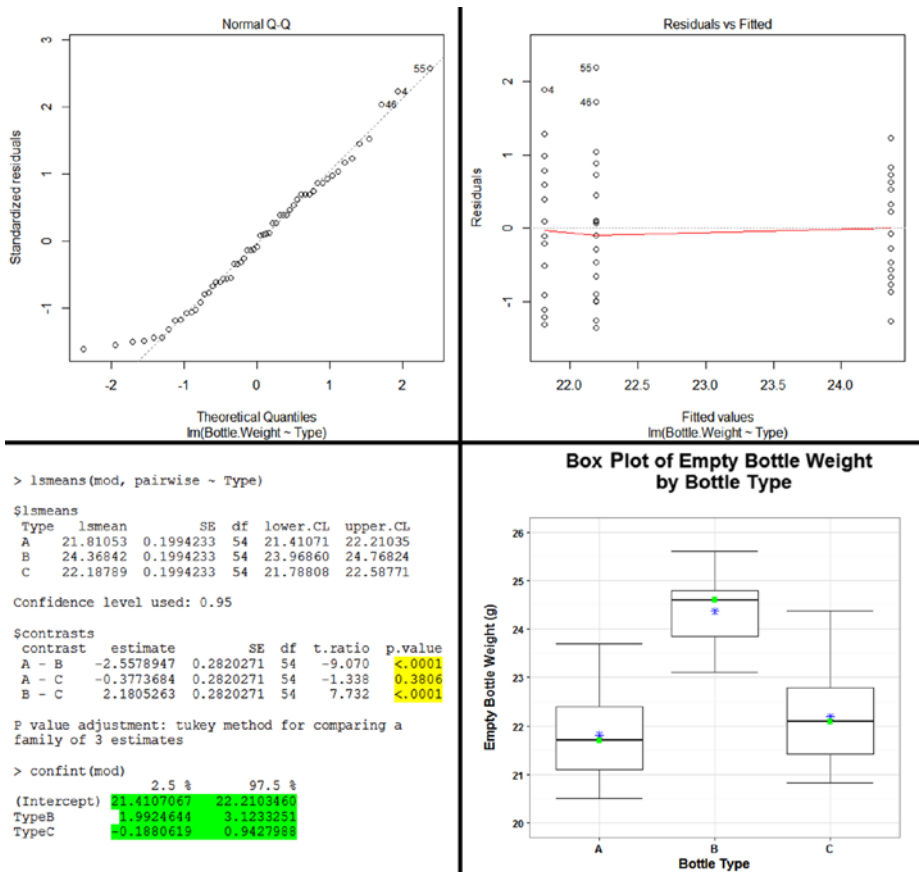 Normal Q-Q
Standardized residuals
3
2
1
0
-1
55
4
46
-2 -1 0 1 2
Theoretical Quantiles
lm(Bottle.Weight ~ Type)
Residuals vs Fitted
Residuals
2
1
0
-1
55
4
46
22.0 22.5 23.0 23.5 24.0
Fitted values
lm(Bottle.Weight ~ Type)
> lsmeans(mod, pairwise ~ Type)
$lsmeans
Type lsmean SE df lower.CL upper.CL
A 21.81053 0.1994233 54 21.41071 22.21035
B 24.36842 0.1994233 54 23.96860 24.76824
C 22.18789 0.1994233 54 21.78808 22.58771
Confidence level used: 0.95
$contrasts
contrast estimate SE df t.ratio p.value
A - B -2.5578947 0.2820271 54 -9.070 <.0001
A - C -0.3773684 0.2820271 54 -1.338 0.3806
B - C 2.1805263 0.2820271 54 7.732 <.0001
P value adjustment: tukey method for comparing a
family of 3 estimates
> confint(mod)
2.5 % 97.5 %
(Intercept) 21.4107067 22.2103460
TypeB 1.9924644 3.1233251
TypeC -0.1880619 0.9427988
Box Plot of Empty Bottle Weight
by Bottle Type
Empty Bottle Weight (g)
26
25
24
23
22
21
20
A B C
Bottle Type